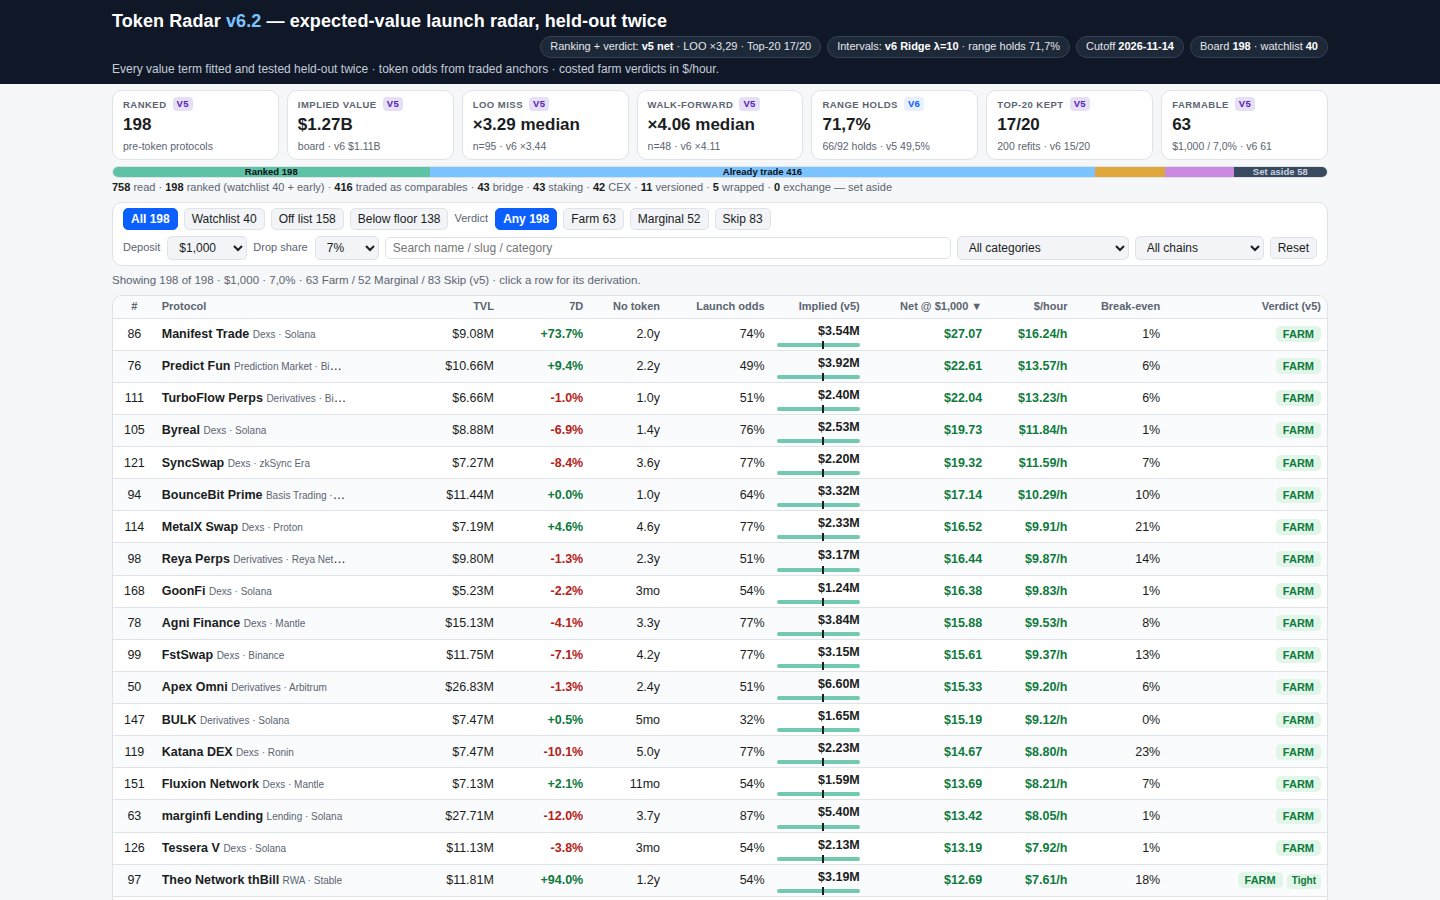 Token Radar v6.2 — expected-value launch radar, held-out twice
Ranking + verdict: v5 net · LOO ×3,29 · Top-20 17/20 Intervals: v6 Ridge λ=10 · range holds 71,7% Cutoff 2026-11-14 Board 198 · watchlist 40
Every value term fitted and tested held-out twice · token odds from traded anchors · costed farm verdicts in $/hour.
RANKED V5 IMPLIED VALUE V5 LOO MISS V5 WALK-FORWARD V5 RANGE HOLDS V6 TOP-20 KEPT V5 FARMABLE V5
198 $1.27B ×3.29 median ×4.06 median 71,7% 17/20 63
pre-token protocols board · v6 $1.11B n=95 · v6 ×3.44 n=48 · v6 ×4.11 66/92 holds · v5 49,5% 200 refits · v6 15/20 $1,000 / 7,0% · v6 61
Ranked 198 Already trade 416 Set aside 58
758 read · 198 ranked (watchlist 40 + early) · 416 traded as comparables · 43 bridge · 43 staking · 42 CEX · 11 versioned · 5 wrapped · 0 exchange — set aside
All 198 Watchlist 40 Off list 158 Below floor 138 Verdict Any 198 Farm 63 Marginal 52 Skip 83
Deposit $1,000 Drop share 7% Search name / slug / category All categories All chains Reset
Showing 198 of 198 · $1,000 · 7,0% · 63 Farm / 52 Marginal / 83 Skip (v5) · click a row for its derivation.
# Protocol TVL 7D No token Launch odds Implied (v5) Net @ $1,000 ▼ $/hour Break-even Verdict (v5)
86 Manifest Trade Dexs · Solana $9.08M +73.7% 2.0y 74% $3.54M $27.07 $16.24/h 1% FARM
76 Predict Fun Prediction Market · Bi… $10.66M +9.4% 2.2y 49% $3.92M $22.61 $13.57/h 6% FARM
111 TurboFlow Perps Derivatives · Bi… $6.66M -1.0% 1.0y 51% $2.40M $22.04 $13.23/h 6% FARM
105 Byreal Dexs · Solana $8.88M -6.9% 1.4y 76% $2.53M $19.73 $11.84/h 1% FARM
121 SyncSwap Dexs · zkSync Era $7.27M -8.4% 3.6y 77% $2.20M $19.32 $11.59/h 7% FARM
94 BounceBit Prime Basis Trading ·… $11.44M +0.0% 1.0y 64% $3.32M $17.14 $10.29/h 10% FARM
114 MetalX Swap Dexs · Proton $7.19M +4.6% 4.6y 77% $2.33M $16.52 $9.91/h 21% FARM
98 Reya Perps Derivatives · Reya Net… $9.80M -1.3% 2.3y 51% $3.17M $16.44 $9.87/h 14% FARM
168 GoonFi Dexs · Solana $5.23M -2.2% 3mo 54% $1.24M $16.38 $9.83/h 1% FARM
78 Agni Finance Dexs · Mantle $15.13M -4.1% 3.3y 77% $3.84M $15.88 $9.53/h 8% FARM
99 FstSwap Dexs · Binance $11.75M -7.1% 4.2y 77% $3.15M $15.61 $9.37/h 13% FARM
50 Apex Omni Derivatives · Arbitrum $26.83M -1.3% 2.4y 51% $6.60M $15.33 $9.20/h 6% FARM
147 BULK Derivatives · Solana $7.47M +0.5% 5mo 32% $1.65M $15.19 $9.12/h 0% FARM
119 Katana DEX Dexs · Ronin $7.47M -10.1% 5.0y 77% $2.23M $14.67 $8.80/h 23% FARM
151 Fluxion Network Dexs · Mantle $7.13M +2.1% 11mo 54% $1.59M $13.69 $8.21/h 7% FARM
63 marginfi Lending Lending · Solana $27.71M -12.0% 3.7y 87% $5.40M $13.42 $8.05/h 1% FARM
126 Tessera V Dexs · Solana $11.13M -3.8% 3mo 54% $2.13M $13.19 $7.92/h 1% FARM
97 Theo Network thBill RWA · Stable $11.81M +94.0% 1.2y 54% $3.19M $12.69 $7.61/h 18% FARM Tight